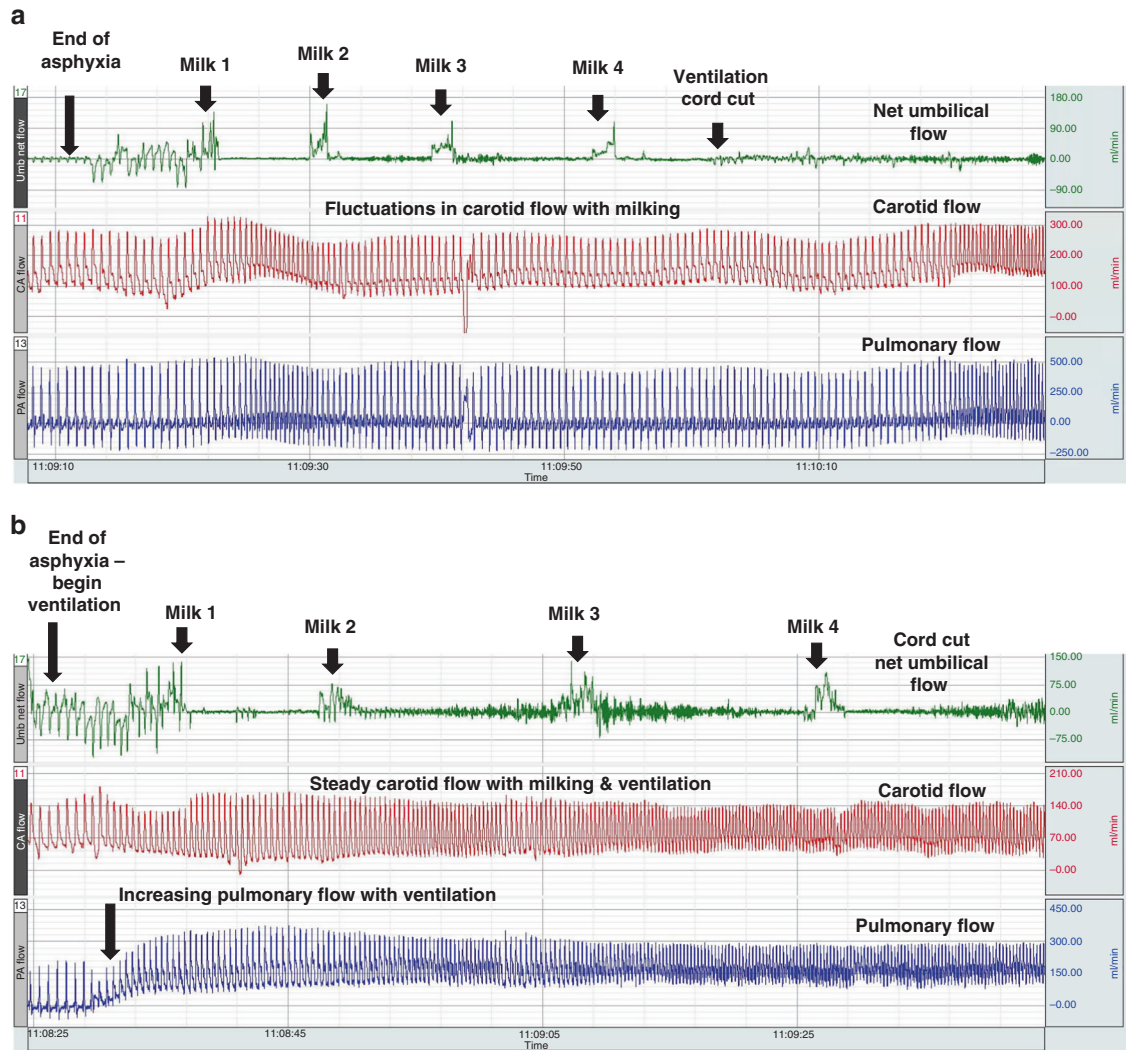 a
End of
asphyxia
Milk 1
Milk 2
Milk 3
Milk 4
Ventilation
cord cut
Net umbilical
flow
17
Umb net flow
180.00
90.00
0.00
−90.00
ml/min
Fluctuations in carotid flow with milking
Carotid flow
11
CA flow
300.00
200.00
100.00
−0.00
ml/min
Pulmonary flow
13
PA flow
500.00
250.00
0.00
−250.00
ml/min
11:09:10
11:09:30
11:09:50
11:10:10
Time
b
End of
asphyxia –
begin
ventilation
Milk 1
Milk 2
Milk 3
Milk 4
Cord cut
net umbilical
flow
17
Umb net flow
150.00
75.00
0.00
−75.00
ml/min
Steady carotid flow with milking & ventilation
Carotid flow
11
CA flow
210.00
140.00
70.00
−0.00
ml/min
Increasing pulmonary flow with ventilation
Pulmonary flow
13
PA flow
450.00
300.00
150.00
−0.00
ml/min
11:08:25
11:08:45
11:09:05
11:09:25
Time